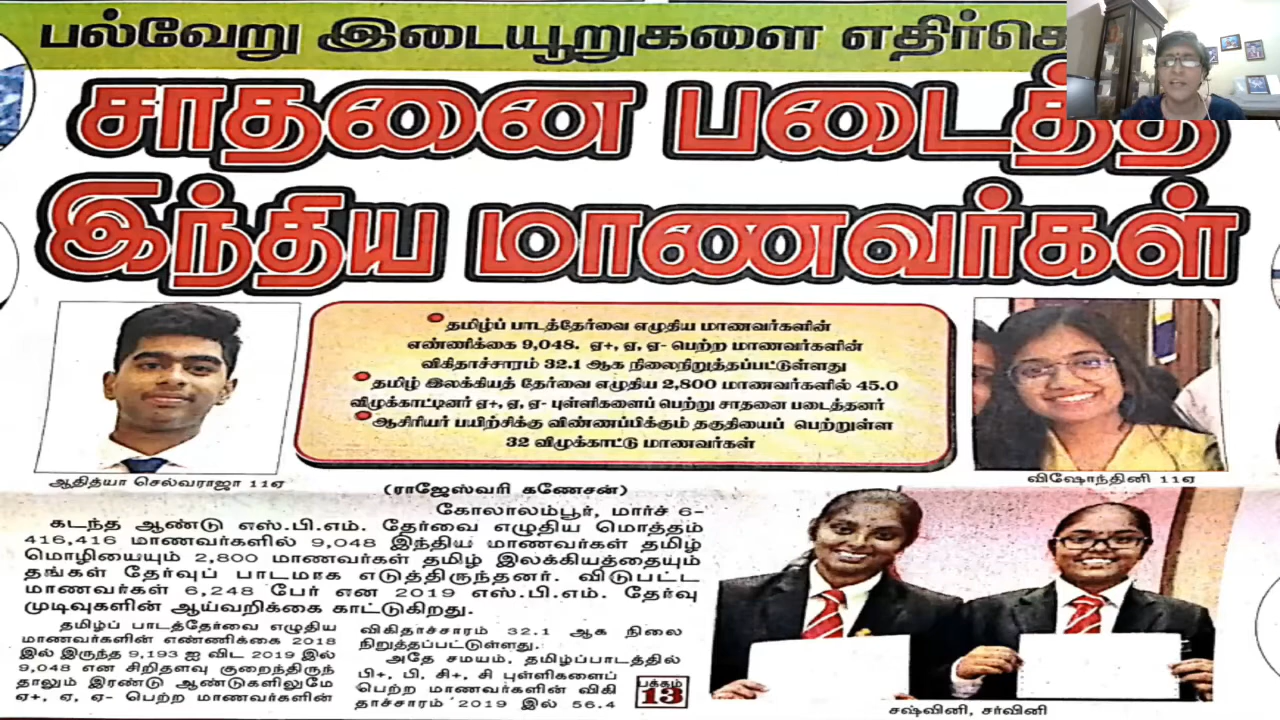 பல்வேறு இடையூறுகளை
சாதனை படைத்த
இந்திய மாணவர்கள்
தமிழ்ப் பாடத்தேர்வை எழுதிய மாணவர்களின்
எண்ணிக்கை 9,048. ஏ+, ஏ, ஏ- பெற்ற மாணவர்களின்
விகிதாச்சாரம் 32.1 ஆக நிலைநிறுத்தப்பட்டுள்ளது
தமிழ் இலக்கியத் தேர்வை எழுதிய 2,800 மாணவர்களில் 45.0
விழுக்காட்டினர் ஏ+, ஏ, ஏ- புள்ளிகளைப் பெற்று சாதனை படைத்தனர்
ஆசிரியர் பயிற்சிக்கு விண்ணப்பிக்கும் தகுதியைப் பெற்றுள்ள
32 விழுக்காட்டு மாணவர்கள்
ஆதித்யா செல்வராஜா 11ஏ
விஷோந்தினி 11ஏ
(ராஜேஸ்வரி கணேசன்)
கோலாலம்பூர், மார்ச் 6-
கடந்த ஆண்டு எஸ்.பி.எம். தேர்வை எழுதிய மொத்தம்
416,416 மாணவர்களில் 9,048 இந்திய மாணவர்கள் தமிழ்
மொழியையும் 2,800 மாணவர்கள் தமிழ் இலக்கியத்தையும்
தங்கள் தேர்வுப் பாடமாக எடுத்திருந்தனர். விடுபட்ட
மாணவர்கள் 6,248 பேர் என 2019 எஸ்.பி.எம். தேர்வு
முடிவுகளின் ஆய்வறிக்கை காட்டுகிறது.
தமிழ்ப் பாடத்தேர்வை எழுதிய
மாணவர்களின் எண்ணிக்கை 2018
இல் இருந்த 9,193 ஐ விட 2019 இல்
9,048 என சிறிதளவு குறைந்திருந்
தாலும் இரண்டு ஆண்டுகளிலுமே
ஏ+, ஏ, ஏ- பெற்ற மாணவர்களின்
விகிதாச்சாரம் 32.1 ஆக நிலை
நிறுத்தப்பட்டுள்ளது.
அதே சமயம், தமிழ்ப்பாடத்தில்
பி+, பி, சி+, சி புள்ளிகளைப்
பெற்ற மாணவர்களின் விகி
தாச்சாரம் 2019 இல் 56.4
பக்கம்
13
சஷ்வினி, சர்வினி